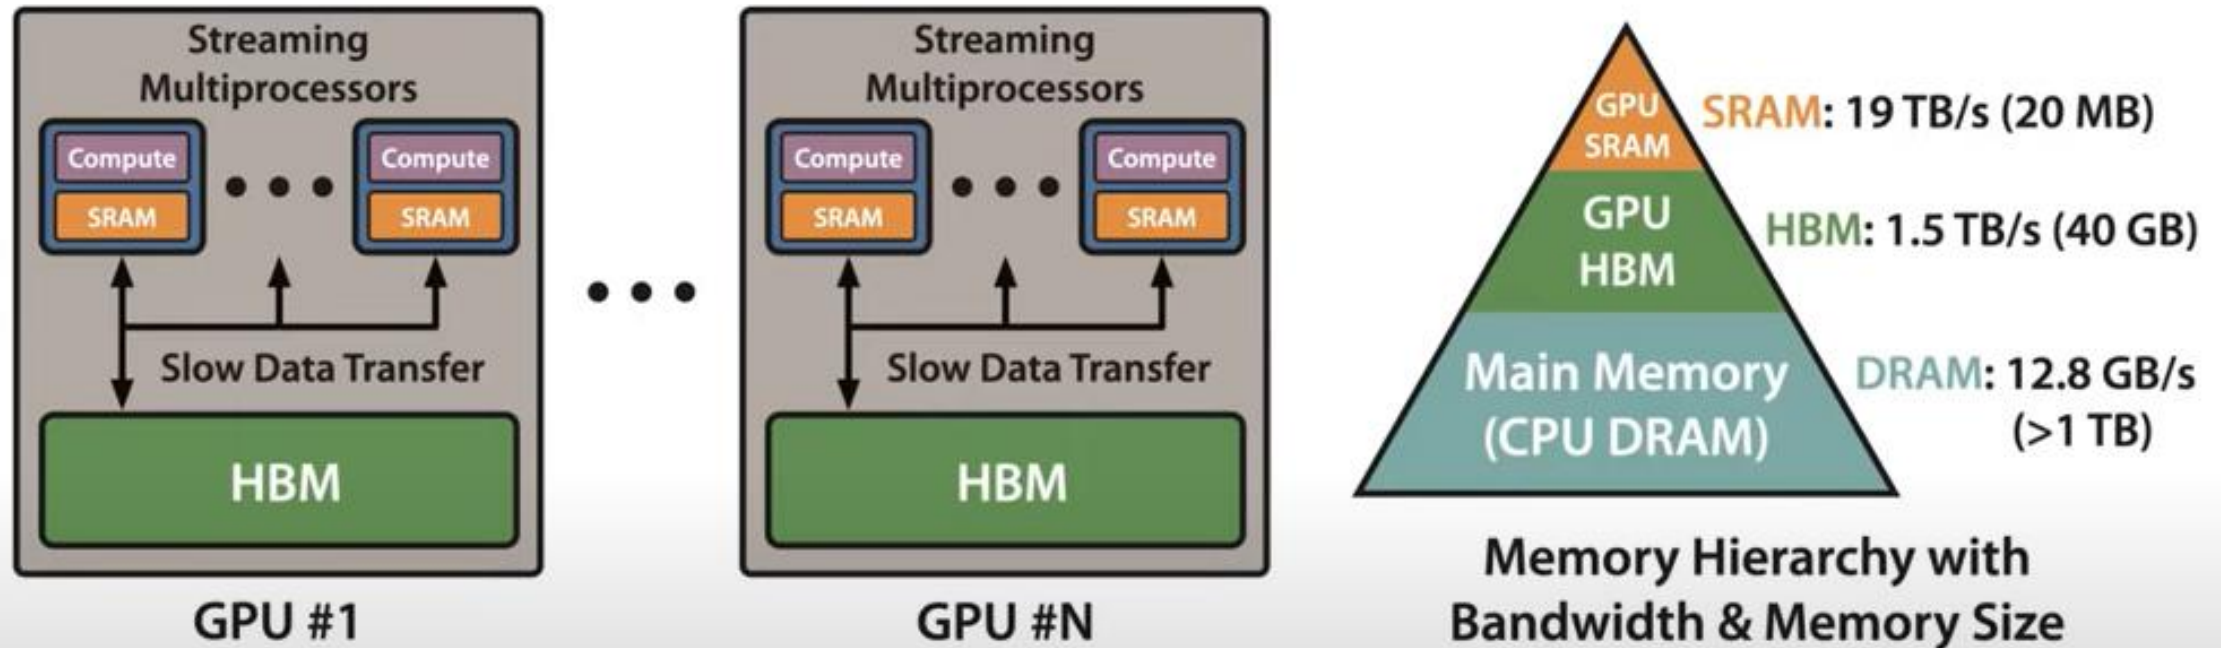 Streaming
Multiprocessors
Compute
SRAM
Compute
SRAM
Slow Data Transfer
HBM
GPU #1
Streaming
Multiprocessors
Compute
SRAM
Compute
SRAM
Slow Data Transfer
HBM
GPU #N
GPU
SRAM
SRAM: 19 TB/s (20 MB)
GPU
HBM
HBM: 1.5 TB/s (40 GB)
Main Memory
(CPU DRAM)
DRAM: 12.8 GB/s
(>1 TB)
Memory Hierarchy with
Bandwidth & Memory Size